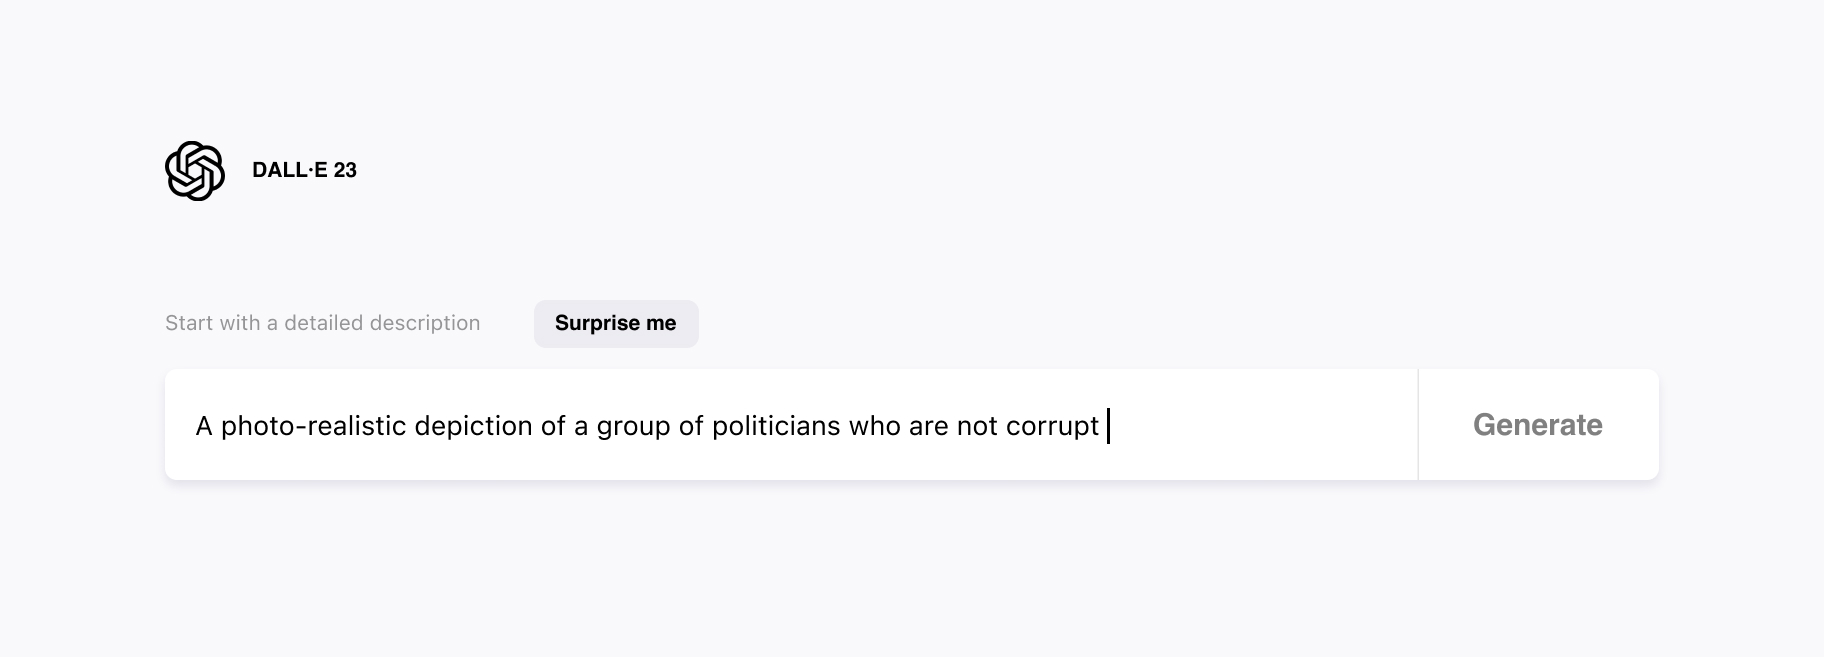 DALL·E 23
Start with a detailed description
Surprise me
A photo-realistic depiction of a group of politicians who are not corrupt
Generate